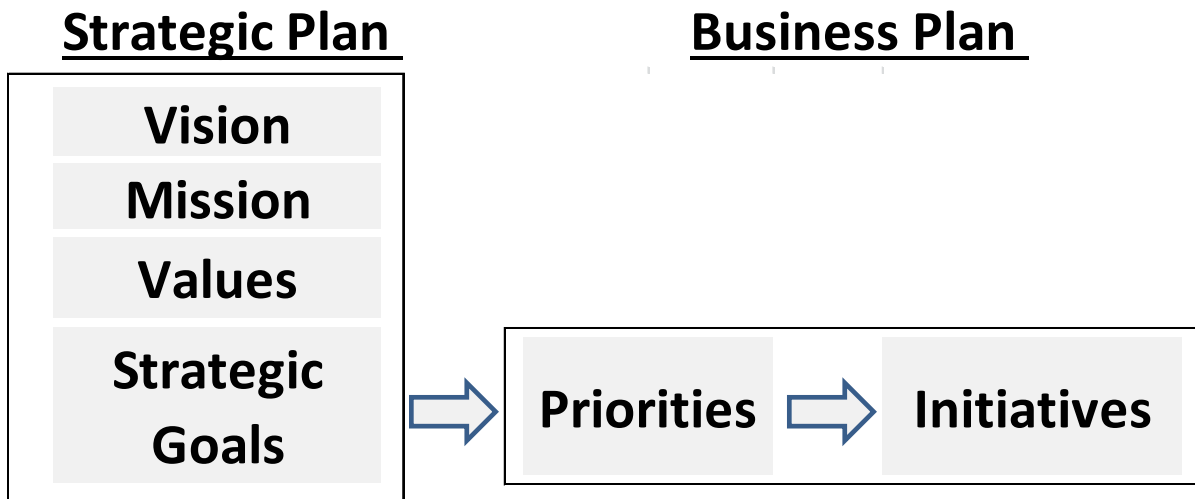 Strategic Plan
Business Plan
Vision
Mission
Values
Strategic
Goals
Priorities
Initiatives